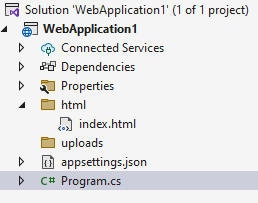 Solution 'WebApplication1' (1 of 1 project)
WebApplication1
Connected Services
Dependencies
Properties
html
index.html
uploads
appsettings.json
C# Program.cs